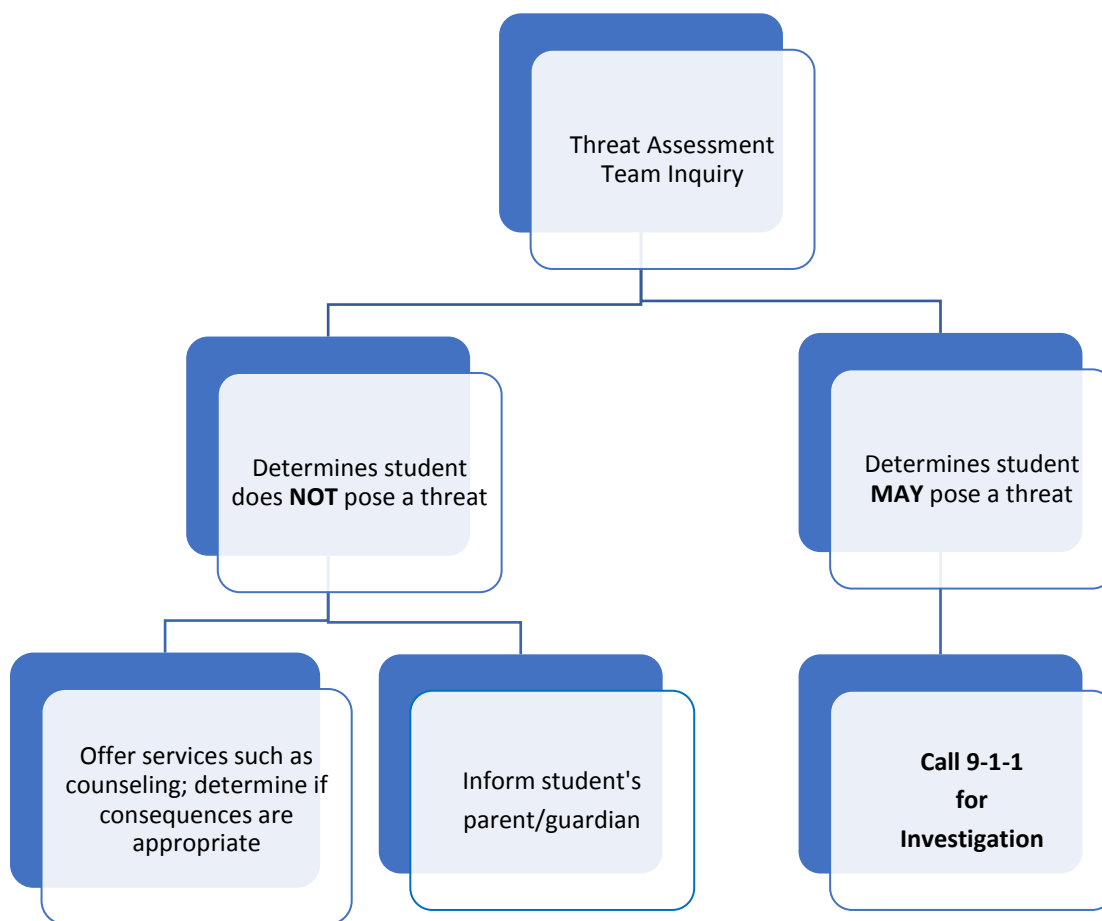 Threat Assessment
Team Inquiry
Determines student
does NOT pose a threat
Determines student
MAY pose a threat
Offer services such as
counseling; determine if
consequences are
appropriate
Inform student's
parent/guardian
Call 9-1-1
for
Investigation